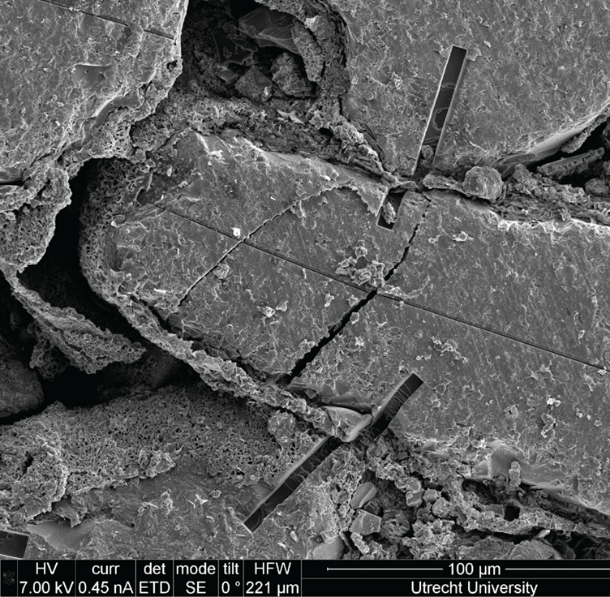 HV curr det mode tilt HFW 100 µm
7.00 kV 0.45 nA ETD SE 0 ° 221 µm Utrecht University